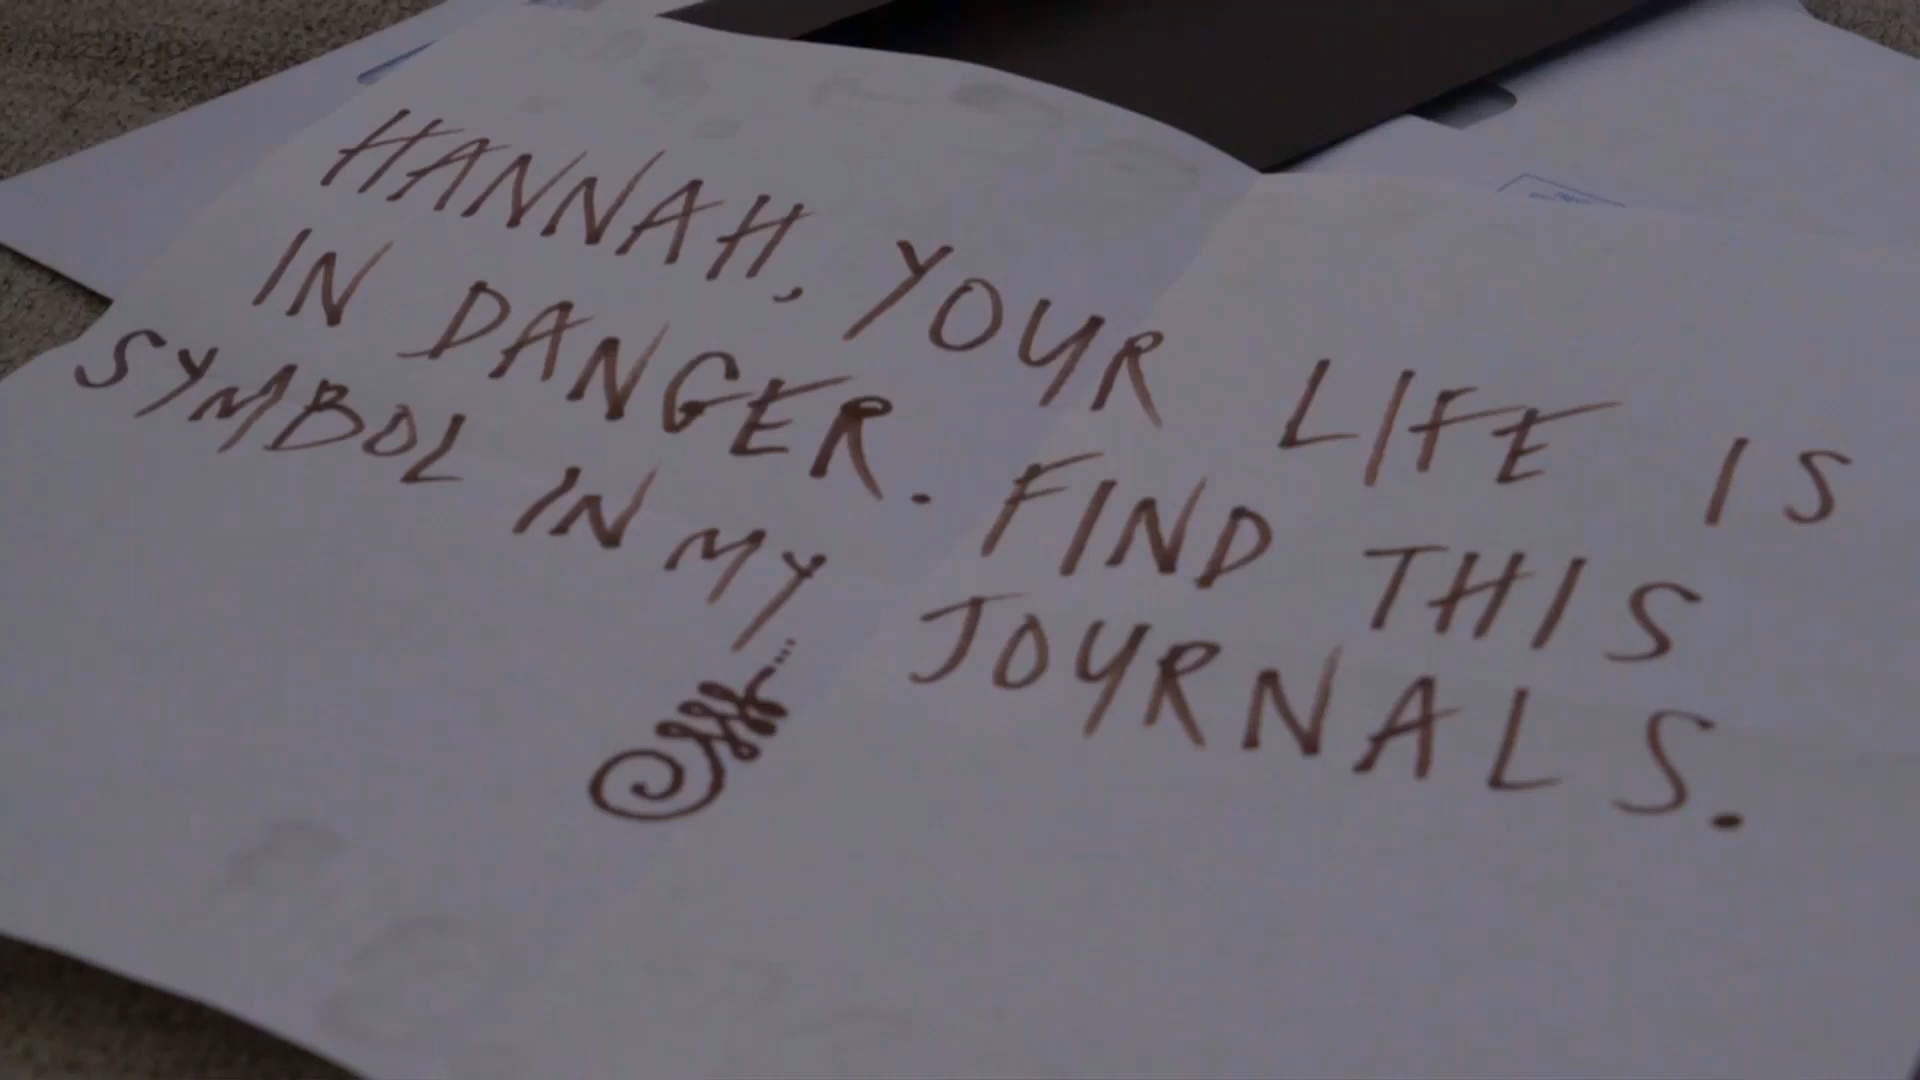 HANNAH, YOUR LIFE IS
IN DANGER. FIND THIS
SYMBOL IN MY JOURNALS.